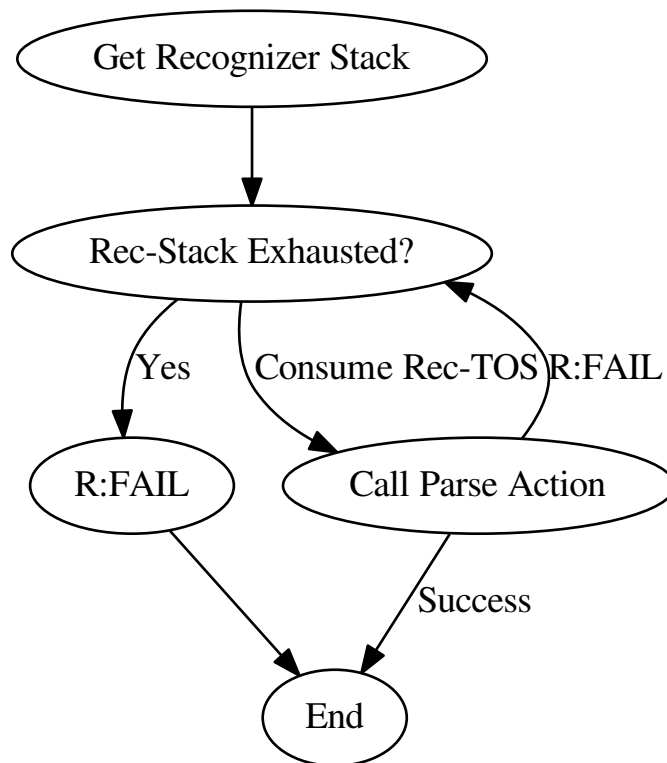 Get Recognizer Stack
Rec-Stack Exhausted?
Yes
Consume Rec-TOS
R:FAIL
R:FAIL
Call Parse Action
Success
End